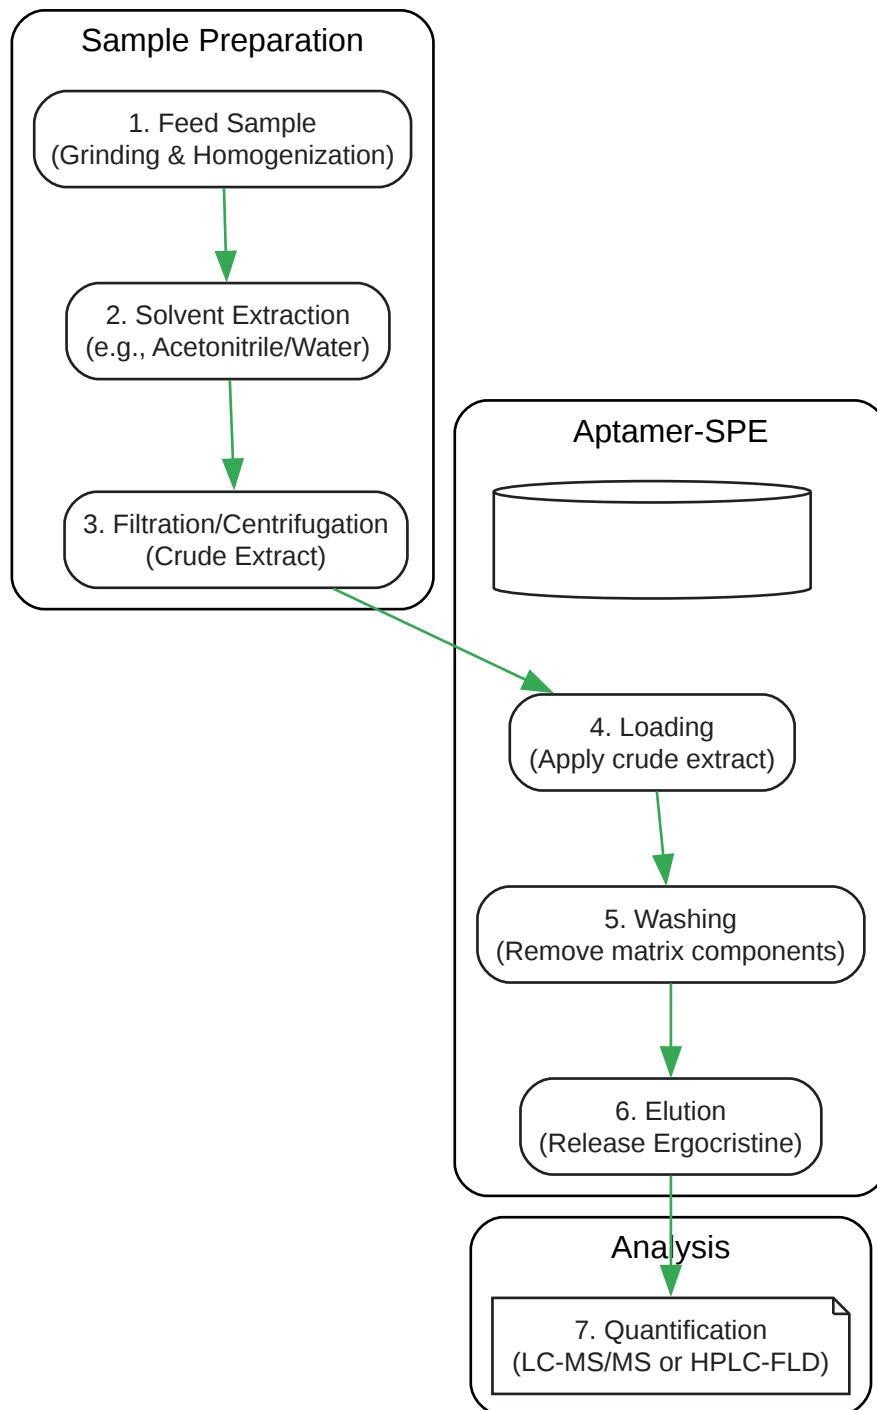 Sample Preparation
1. Feed Sample
(Grinding & Homogenization)
2. Solvent Extraction
(e.g., Acetonitrile/Water)
3. Filtration/Centrifugation
(Crude Extract)
Aptamer-SPE
4. Loading
(Apply crude extract)
5. Washing
(Remove matrix components)
6. Elution
(Release Ergocristine)
Analysis
7. Quantification
(LC-MS/MS or HPLC-FLD)